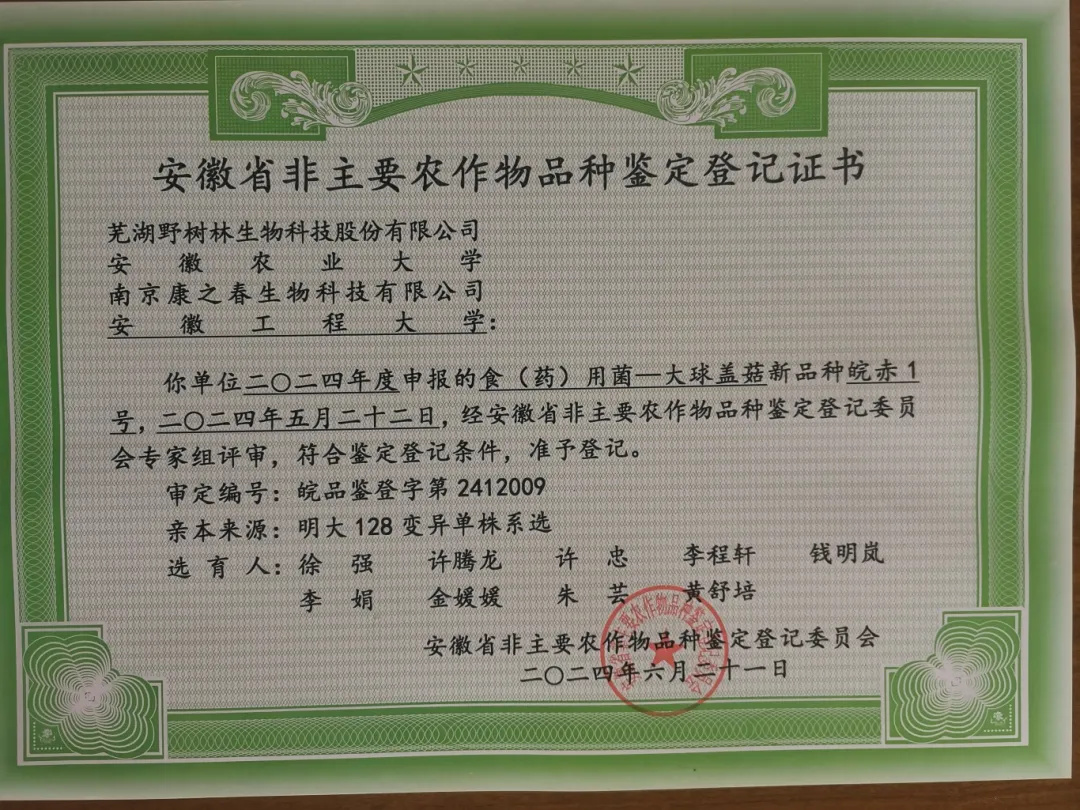 安徽省非主要农作物品种鉴定登记证书
芜湖野树林生物科技股份有限公司
安徽农业大学
南京康之春生物科技有限公司
安徽工程大学：
你单位二〇二四年度申报的食（药）用菌—大球盖菇新品种皖赤1
号，二〇二四年五月二十二日，经安徽省非主要农作物品种鉴定登记委员
会专家组评审，符合鉴定登记条件，准予登记。
审定编号：皖品鉴登字第2412009
亲本来源：明大128变异单株系选
选育人：徐强 许腾龙 许忠 李程轩 钱明岚
李娟 金媛媛 朱芸 黄舒培
安徽省非主要农作物品种鉴定登记委员会
二〇二四年六月二十一日